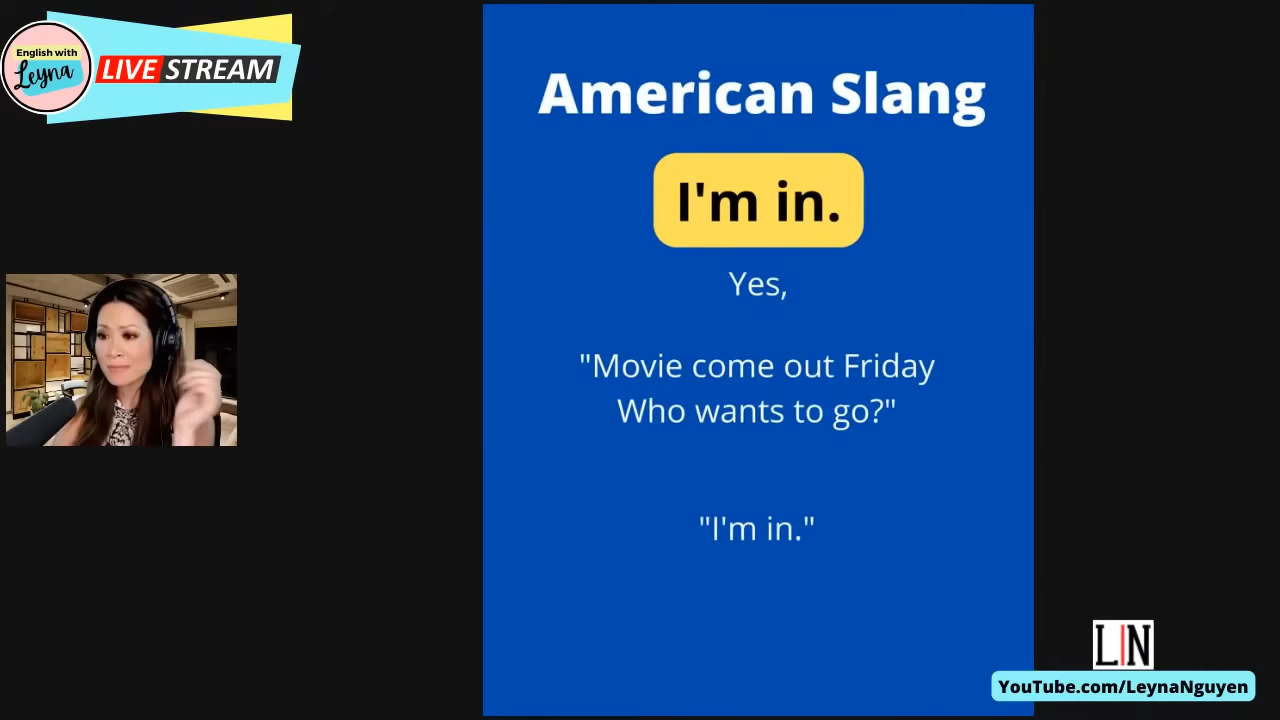 English with
Leyna
LIVE STREAM
American Slang
I'm in.
Yes,
"Movie come out Friday
Who wants to go?"
"I'm in."
LIN
YouTube.com/LeynaNguyen